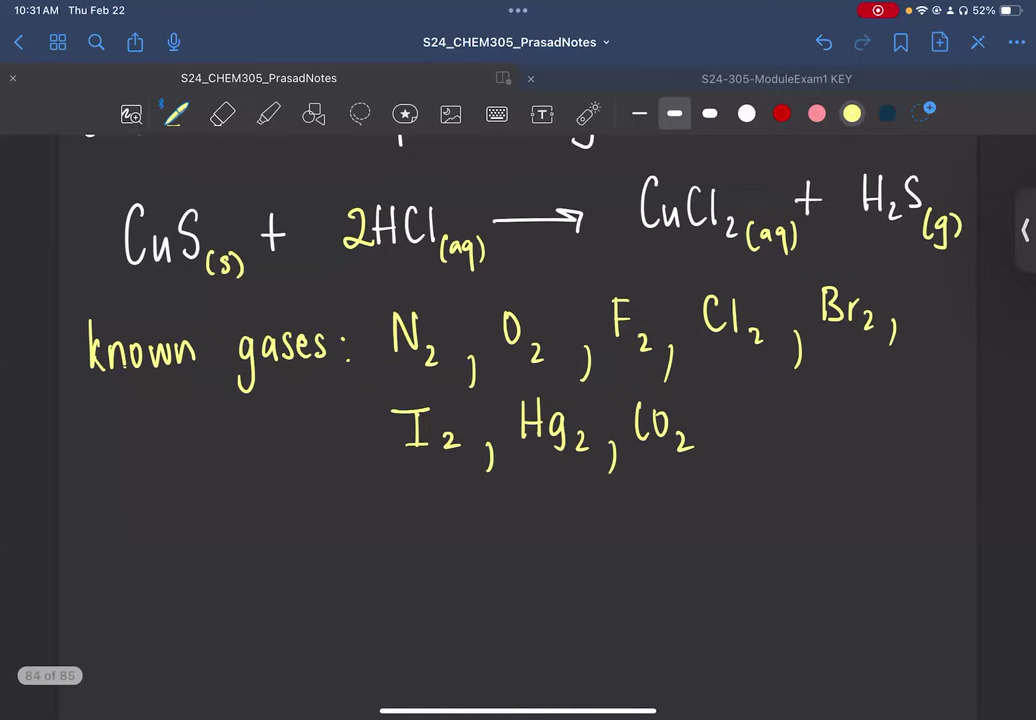 10:31 AM Thu Feb 22
52%
S24_CHEM305_PrasadNotes
S24_CHEM305_PrasadNotes
S24-305-ModuleExam1 KEY
CuS(s) + 2HCl(aq) → CuCl₂(aq) + H₂S(g)
known gases: N₂, O₂, F₂, Cl₂, Br₂,
I₂, Hg₂, CO₂
84 of 85